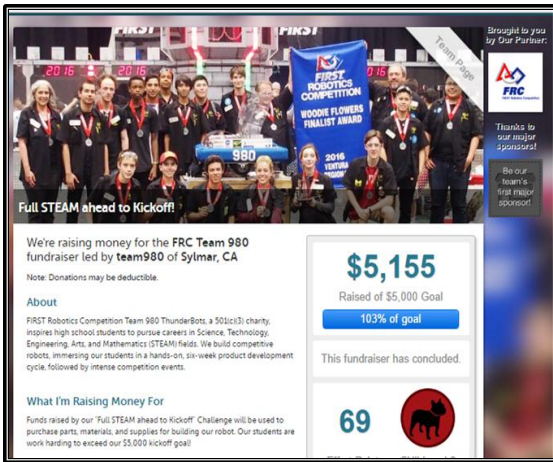 FIRST
2016 2016
Team Page
FIRST
ROBOTICS
COMPETITION
WOODIE FLOWERS
FINALIST AWARD
2016
VENTURA
980
Full STEAM ahead to Kickoff!
We're raising money for the FRC Team 980
fundraiser led by team980 of Sylmar, CA
Note: Donations may be deductible.
About
FIRST Robotics Competition Team 980 ThunderBots, a 501(c)(3) charity,
inspires high school students to pursue careers in Science, Technology,
Engineering, Arts, and Mathematics (STEAM) fields. We build competitive
robots, immersing our students in a hands-on, six-week product development
cycle, followed by intense competition events.
What I'm Raising Money For
Funds raised by our "Full STEAM ahead to Kickoff" Challenge will be used to
purchase parts, materials, and supplies for building our robot. Our students are
work harding to exceed our $5,000 kickoff goal!
$5,155
Raised of $5,000 Goal
103% of goal
This fundraiser has concluded.
69
Brought to you
by Our Partner:
FRC
Thanks to
our major
sponsors!
Be our
team's
first major
sponsor!